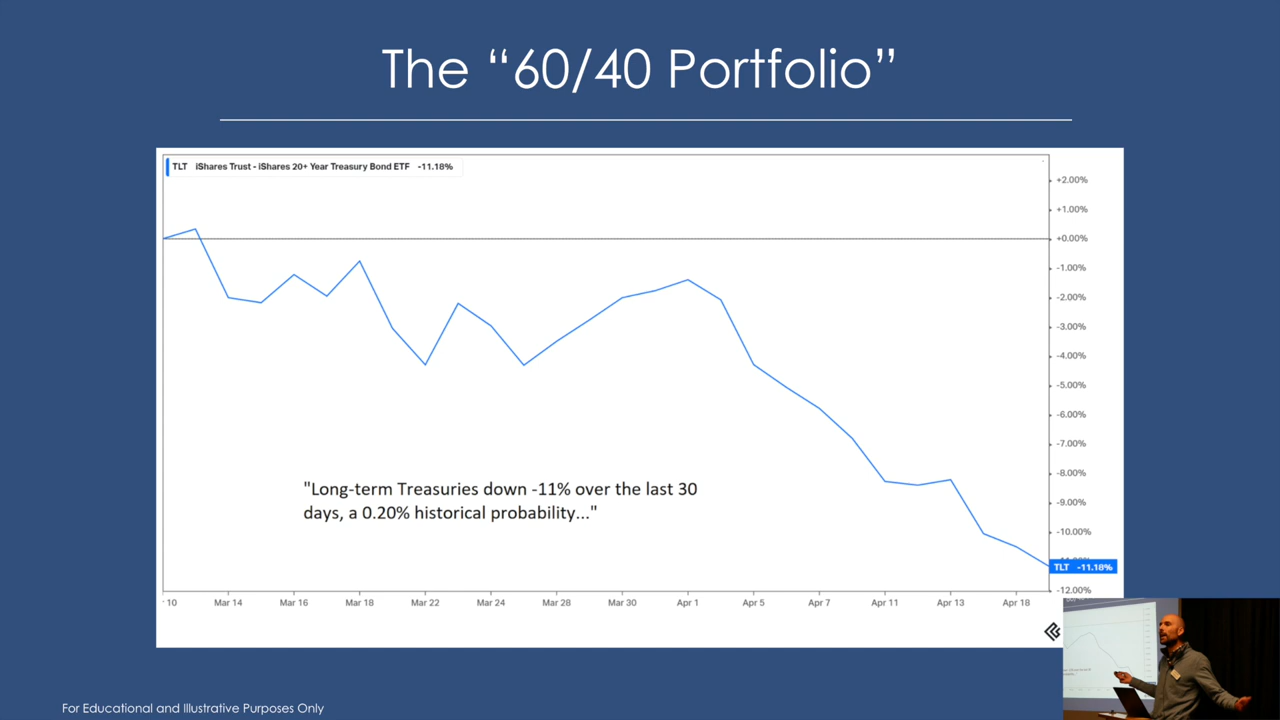 The “60/40 Portfolio”
TLT iShares Trust - iShares 20+ Year Treasury Bond ETF -11.18%
+2.00%
+1.00%
+0.00%
-1.00%
-2.00%
-3.00%
-4.00%
-5.00%
-6.00%
-7.00%
-8.00%
-9.00%
-10.00%
TLT -11.18%
-12.00%
"Long-term Treasuries down -11% over the last 30
days, a 0.20% historical probability..."
10 Mar 14 Mar 16 Mar 18 Mar 22 Mar 24 Mar 28 Mar 30 Apr 1 Apr 5 Apr 7 Apr 11 Apr 13 Apr 18
For Educational and Illustrative Purposes Only